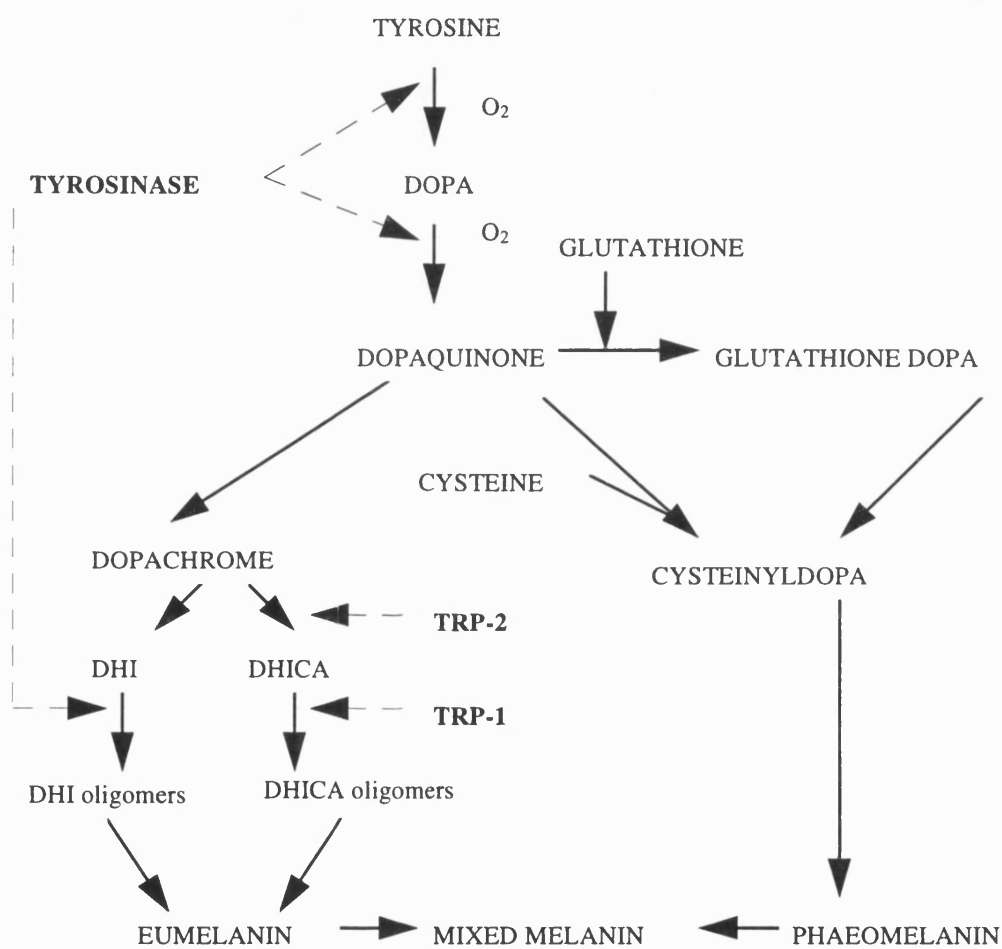 TYROSINE
O₂
TYROSINASE
DOPA
O₂
GLUTATHIONE
DOPAQUINONE
GLUTATHIONE DOPA
CYSTEINE
DOPACHROME
CYSTEINYLDOPA
TRP-2
DHI
DHICA
TRP-1
DHI oligomers
DHICA oligomers
EUMELANIN
MIXED MELANIN
PHAEOMELANIN